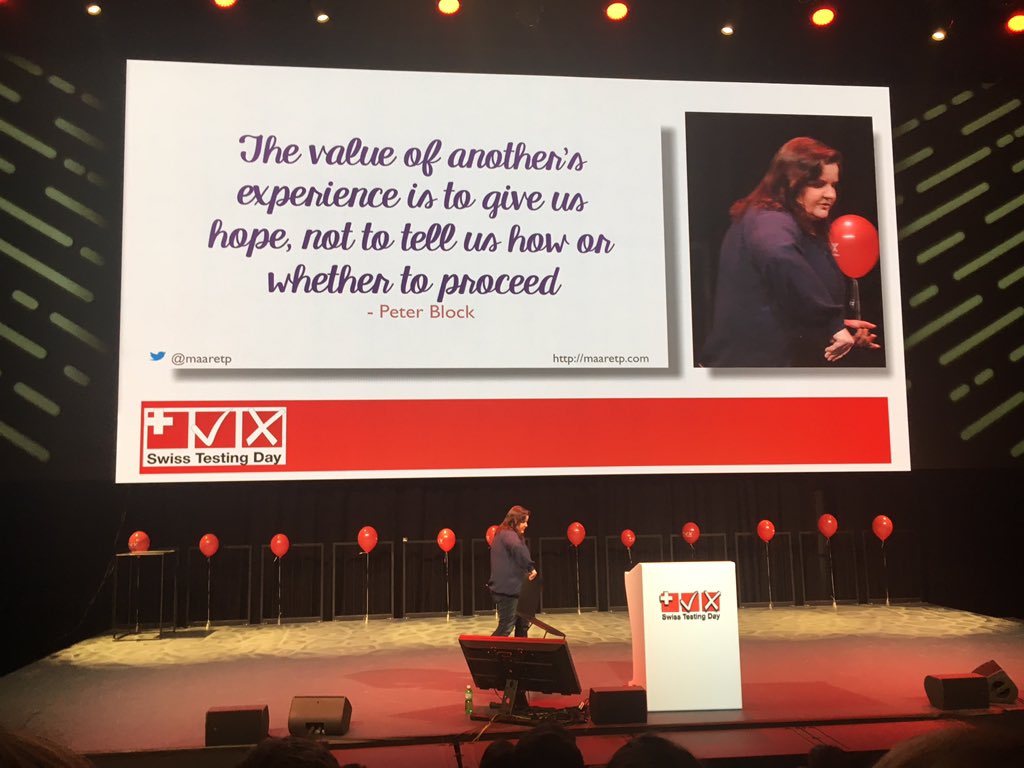 The value of another's
experience is to give us
hope, not to tell us how or
whether to proceed
- Peter Block
@maaretp
http://maaretp.com
Swiss Testing Day
Swiss Testing Day